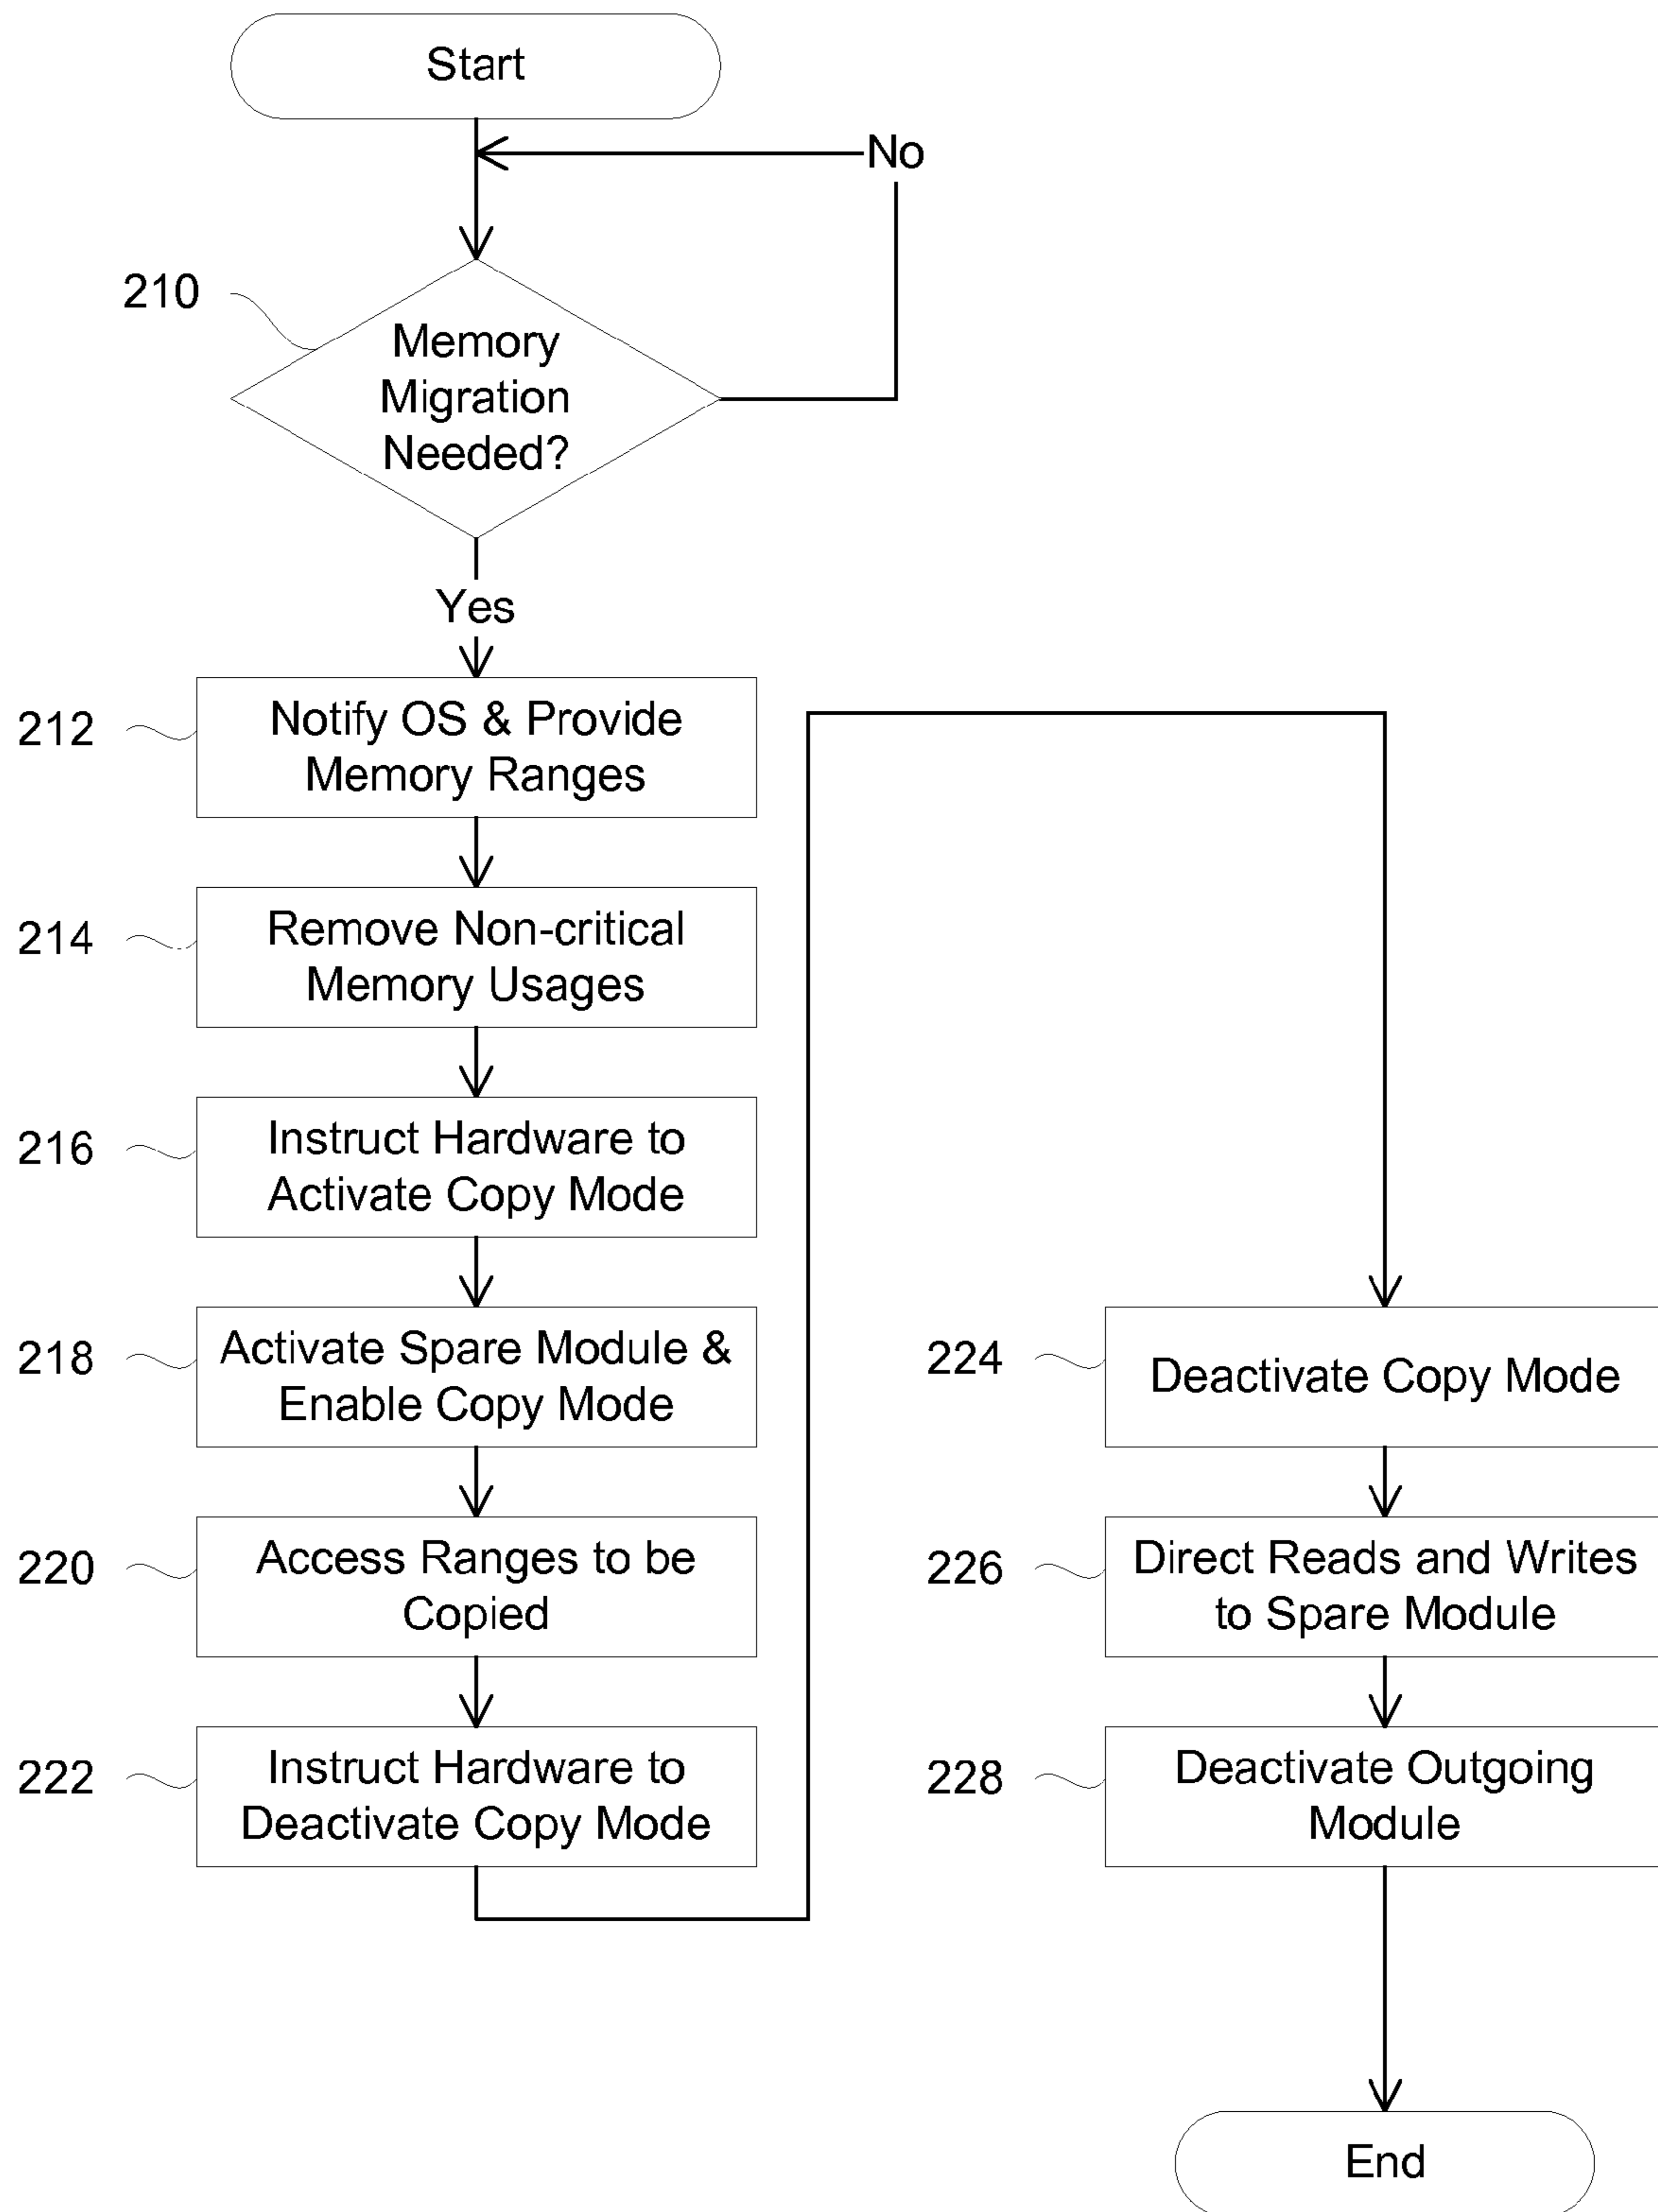 Start
No
210
Memory
Migration
Needed?
Yes
212
Notify OS & Provide
Memory Ranges
214
Remove Non-critical
Memory Usages
216
Instruct Hardware to
Activate Copy Mode
218
Activate Spare Module &
Enable Copy Mode
220
Access Ranges to be
Copied
222
Instruct Hardware to
Deactivate Copy Mode
224
Deactivate Copy Mode
226
Direct Reads and Writes
to Spare Module
228
Deactivate Outgoing
Module
End